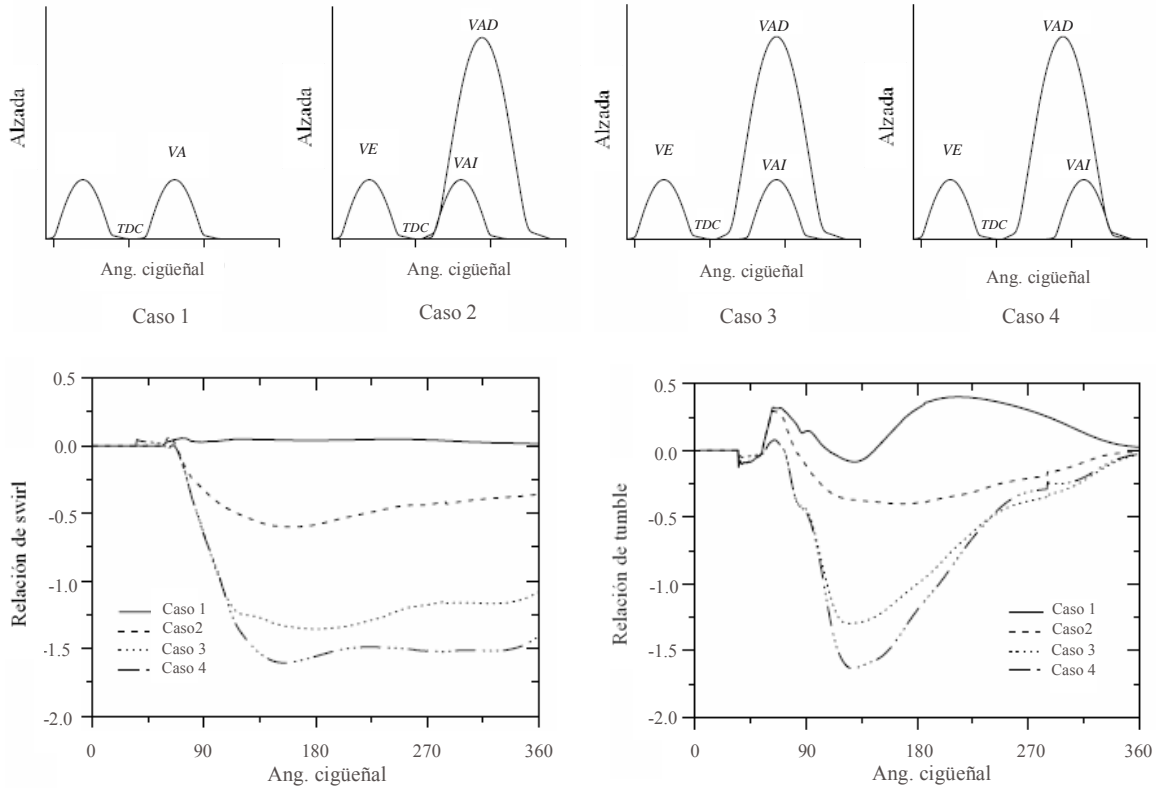 Alzada
VA
TDC
Ang. cigüeñal
Caso 1
Alzada
VAD
VE
VAI
TDC
Ang. cigüeñal
Caso 2
Alzada
VAD
VE
VAI
TDC
Ang. cigüeñal
Caso 3
Alzada
VAD
VE
VAI
TDC
Ang. cigüeñal
Caso 4
Relación de swirl
0.5
0.0
-0.5
-1.0
-1.5
-2.0
Caso 1
Caso2
Caso 3
Caso 4
0 90 180 270 360
Ang. cigüeñal
Relación de tumble
0.5
0.0
-0.5
-1.0
-1.5
-2.0
Caso 1
Caso2
Caso 3
Caso 4
0 90 180 270 360
Ang. cigüeñal